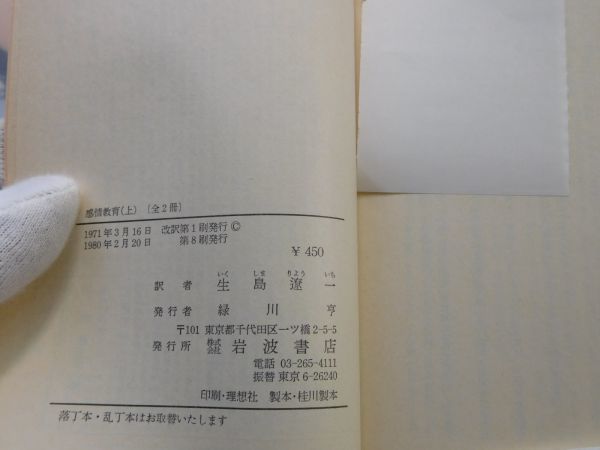 感情教育(上) 〔全2冊〕
1971年3月16日 改訳第1刷発行 ©
1980年2月20日 第8刷発行
¥450
いく しま りよう いち
訳者 生島遼一
発行者 緑川亨
〒101 東京都千代田区一ツ橋2-5-5
発行所 株式会社 岩波書店
電話 03-265-4111
振替 東京6-26240
印刷・理想社 製本・桂川製本
落丁本・乱丁本はお取替いたします